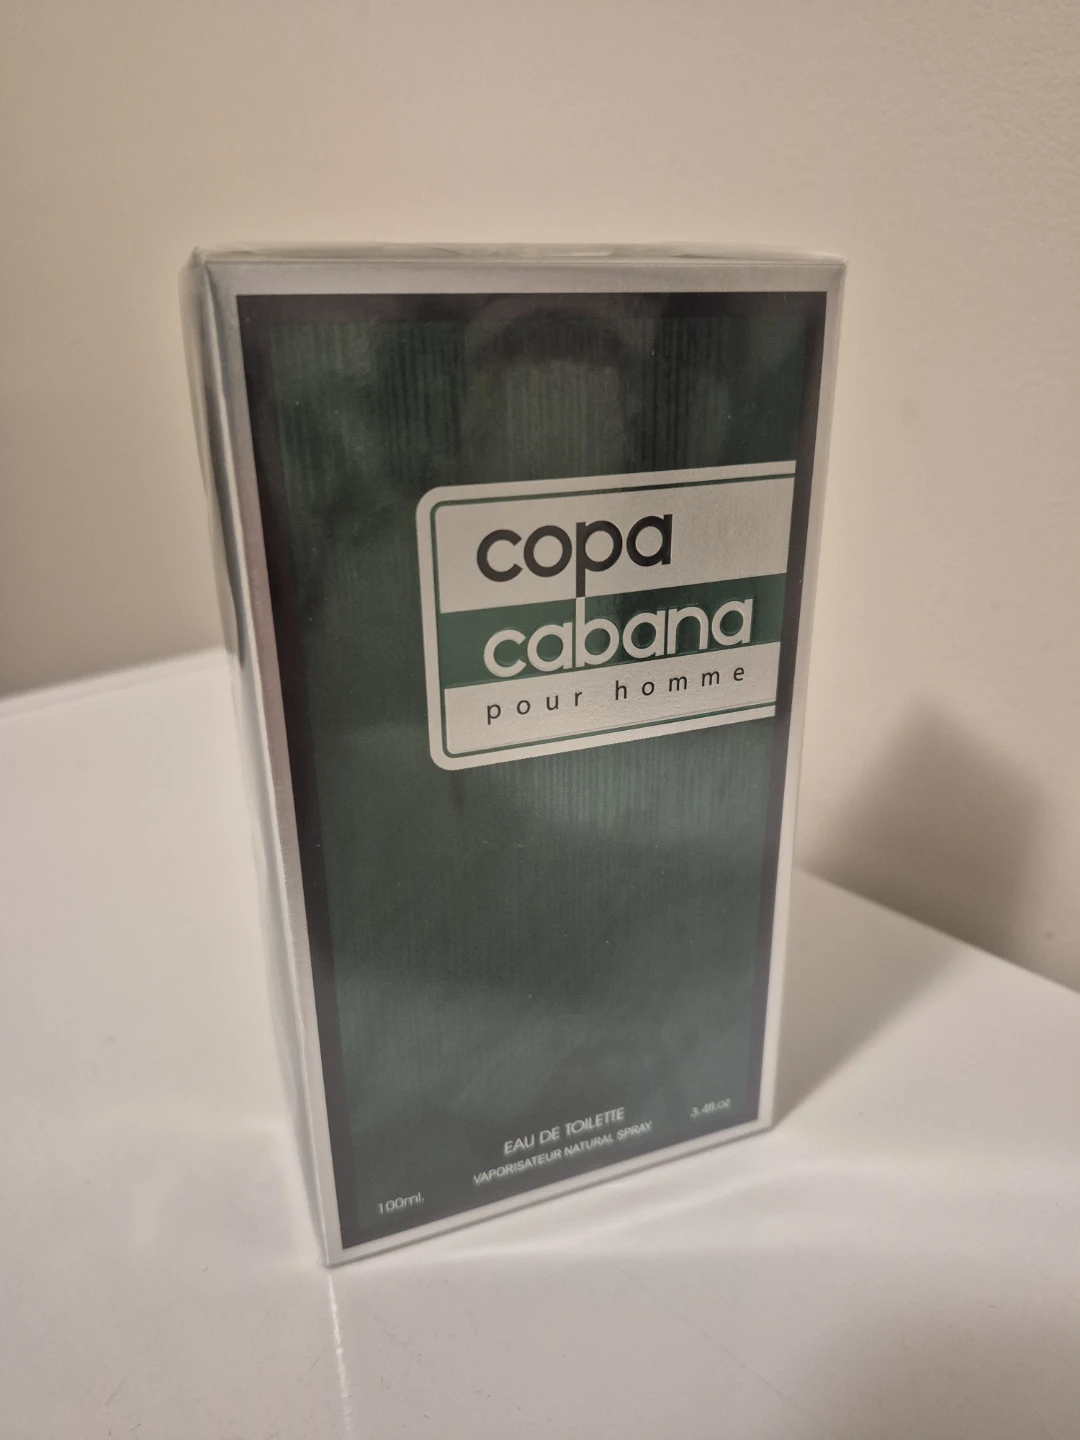 copa
cabana
pour homme
EAU DE TOILETTE
VAPORISATEUR NATURAL SPRAY
100ml.
3.4fl.oz